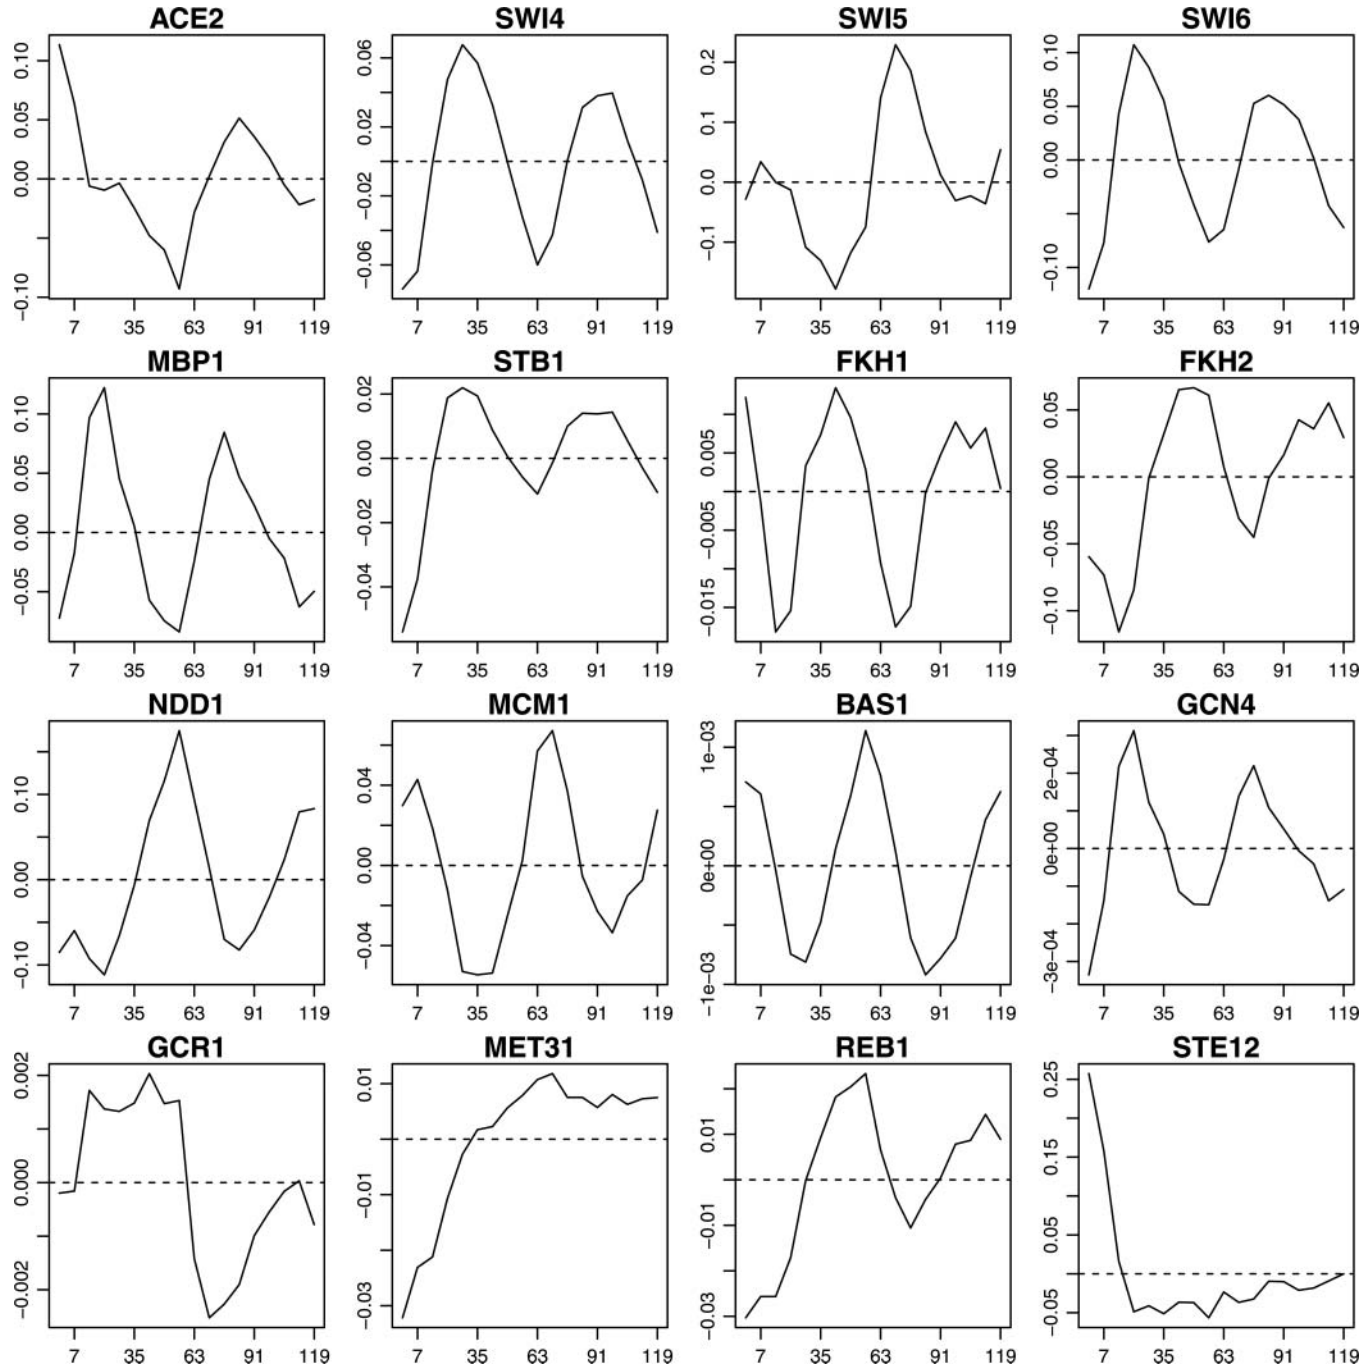 ACE2 SWI4 SWI5 SWI6
0.10 0.05 0.00 −0.10
7 35 63 91 119
0.06 0.02 −0.02 −0.06
7 35 63 91 119
0.2 0.1 0.0 −0.1
7 35 63 91 119
0.10 0.05 0.00 −0.10
7 35 63 91 119
MBP1 STB1 FKH1 FKH2
0.10 0.05 0.00 −0.05
7 35 63 91 119
0.02 0.00 −0.02 −0.04
7 35 63 91 119
0.005 −0.005 −0.015
7 35 63 91 119
0.05 0.00 −0.05 −0.10
7 35 63 91 119
NDD1 MCM1 BAS1 GCN4
0.10 0.00 −0.10
7 35 63 91 119
0.04 0.00 −0.04
7 35 63 91 119
1e−03 0e+00 −1e−03
7 35 63 91 119
2e−04 0e+00 −3e−04
7 35 63 91 119
GCR1 MET31 REB1 STE12
0.002 0.000 −0.002
7 35 63 91 119
0.01 −0.01 −0.03
7 35 63 91 119
0.01 −0.01 −0.03
7 35 63 91 119
0.25 0.15 0.05 −0.05
7 35 63 91 119